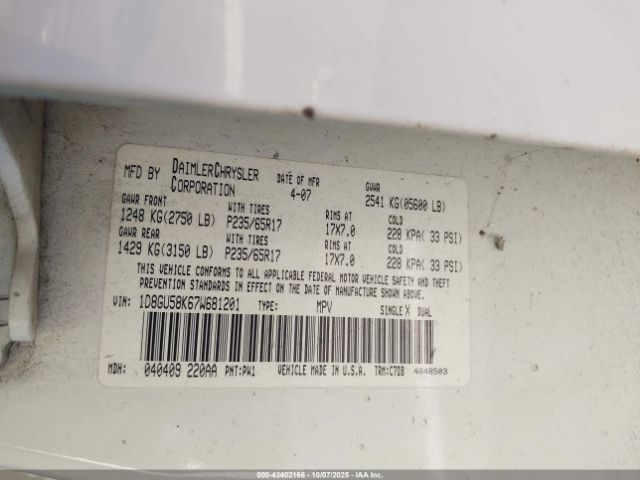 MFD BY DAIMLERCHRYSLER CORPORATION DATE OF MFR 4-07 GVWR 2541 KG(05600 LB)
GAWR FRONT WITH TIRES RIMS AT COLD
1248 KG(2750 LB) P235/65R17 17X7.0 228 KPA( 33 PSI)
GAWR REAR WITH TIRES RIMS AT COLD
1429 KG(3150 LB) P235/65R17 17X7.0 228 KPA( 33 PSI)
THIS VEHICLE CONFORMS TO ALL APPLICABLE FEDERAL MOTOR VEHICLE SAFETY AND THEFT
PREVENTION STANDARDS IN EFFECT ON THE DATE OF MANUFACTURE SHOWN ABOVE.
VIN: 1D8GU58K67W681201 TYPE: MPV SINGLE X DUAL
MDH: 040409 220AA PNT:PW1 VEHICLE MADE IN U.S.A. TRM:C7DB 4648503
000-43402166 - 10/07/2025 - IAA Inc.